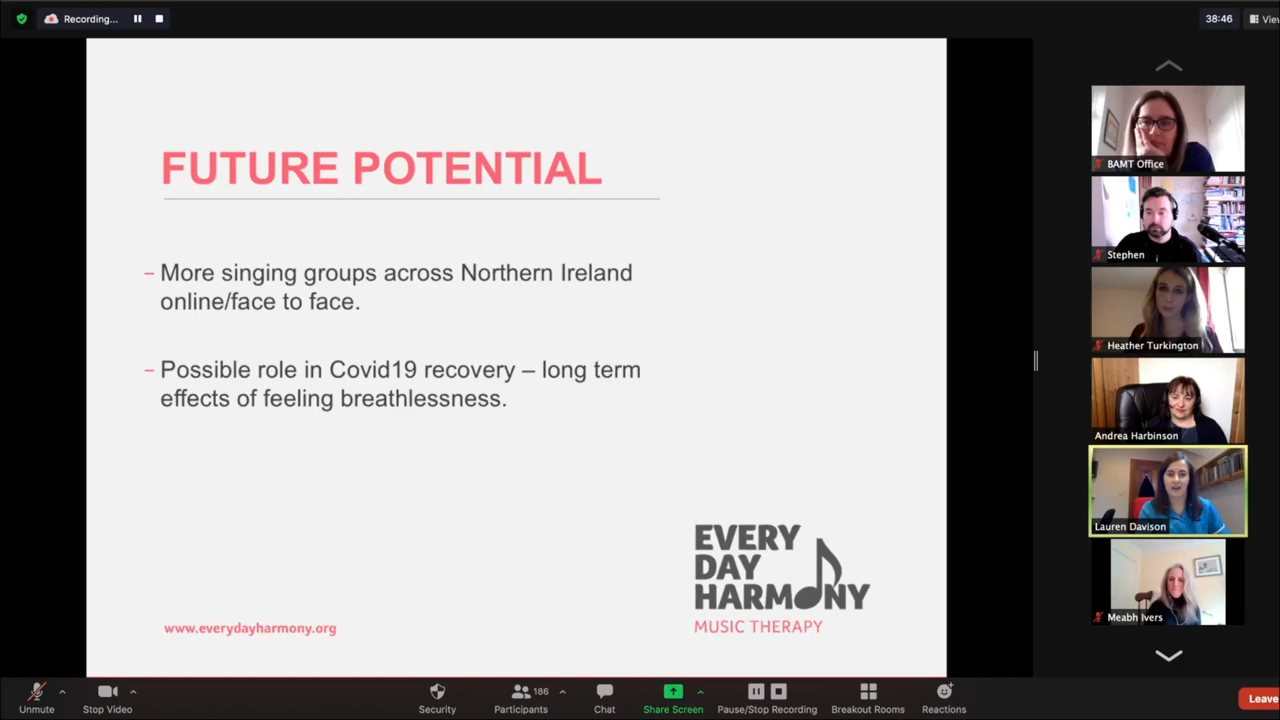 Recording...
38:46
View
FUTURE POTENTIAL
– More singing groups across Northern Ireland
online/face to face.
– Possible role in Covid19 recovery – long term
effects of feeling breathlessness.
www.everydayharmony.org
EVERY
DAY
HARMONY
MUSIC THERAPY
BAMT Office
Stephen
Heather Turkington
Andrea Harbinson
Lauren Davison
Meabh Ivers
Unmute
Stop Video
Security
Participants
186
Chat
Share Screen
Pause/Stop Recording
Breakout Rooms
Reactions
Leave